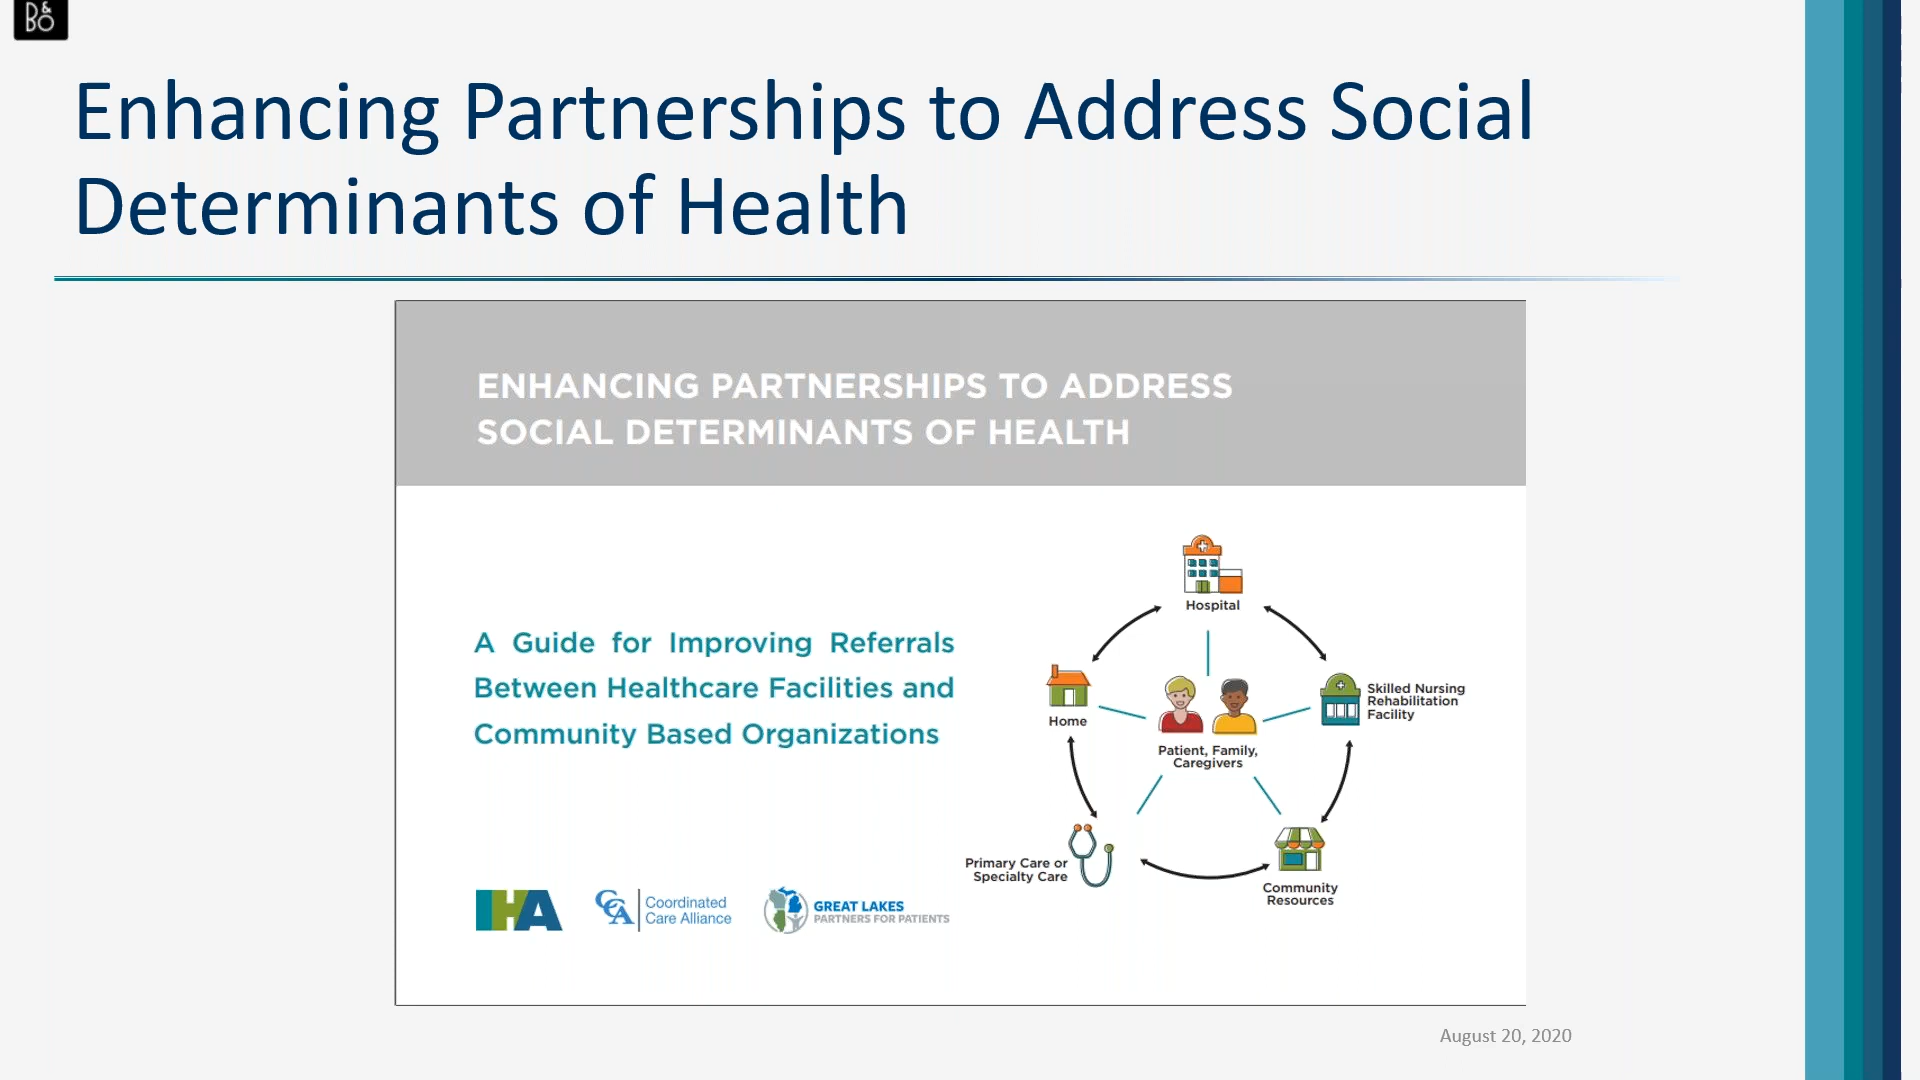 B&O
Enhancing Partnerships to Address Social
Determinants of Health
ENHANCING PARTNERSHIPS TO ADDRESS
SOCIAL DETERMINANTS OF HEALTH
A Guide for Improving Referrals
Between Healthcare Facilities and
Community Based Organizations
Hospital
Home
Skilled Nursing
Rehabilitation
Facility
Patient, Family,
Caregivers
Primary Care or
Specialty Care
Community
Resources
IHA
CCA
Coordinated
Care Alliance
GREAT LAKES
PARTNERS FOR PATIENTS
August 20, 2020